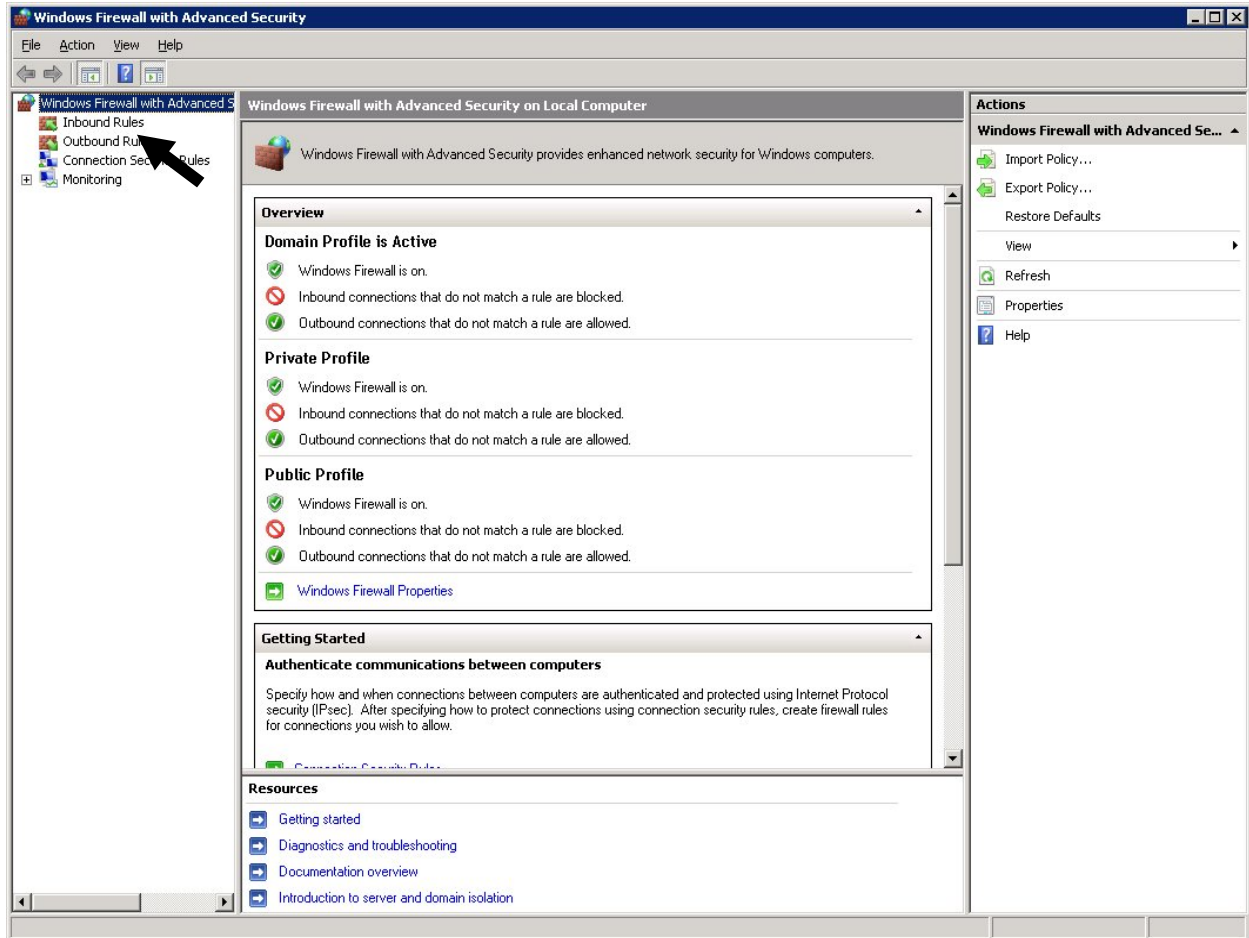 Windows Firewall with Advanced Security
File Action View Help
Windows Firewall with Advanced S
Inbound Rules
Outbound Ru
Connection Sec Rules
Monitoring
Windows Firewall with Advanced Security on Local Computer
Windows Firewall with Advanced Security provides enhanced network security for Windows computers.
Overview
Domain Profile is Active
Windows Firewall is on.
Inbound connections that do not match a rule are blocked.
Outbound connections that do not match a rule are allowed.
Private Profile
Windows Firewall is on.
Inbound connections that do not match a rule are blocked.
Outbound connections that do not match a rule are allowed.
Public Profile
Windows Firewall is on.
Inbound connections that do not match a rule are blocked.
Outbound connections that do not match a rule are allowed.
Windows Firewall Properties
Getting Started
Authenticate communications between computers
Specify how and when connections between computers are authenticated and protected using Internet Protocol
security (IPsec). After specifying how to protect connections using connection security rules, create firewall rules
for connections you wish to allow.
Resources
Getting started
Diagnostics and troubleshooting
Documentation overview
Introduction to server and domain isolation
Actions
Windows Firewall with Advanced Se...
Import Policy...
Export Policy...
Restore Defaults
View
Refresh
Properties
Help